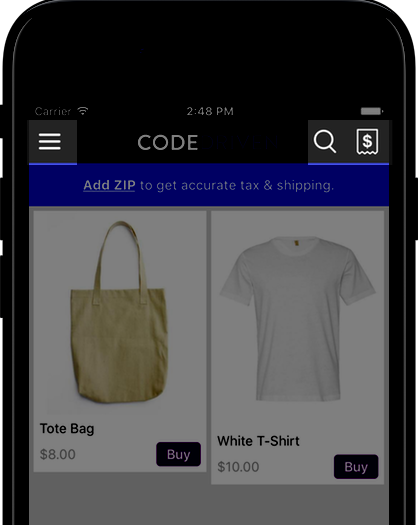 Carrier 2:48 PM
CODE
$
Add ZIP to get accurate tax & shipping.
Tote Bag
$8.00 Buy
White T-Shirt
$10.00 Buy